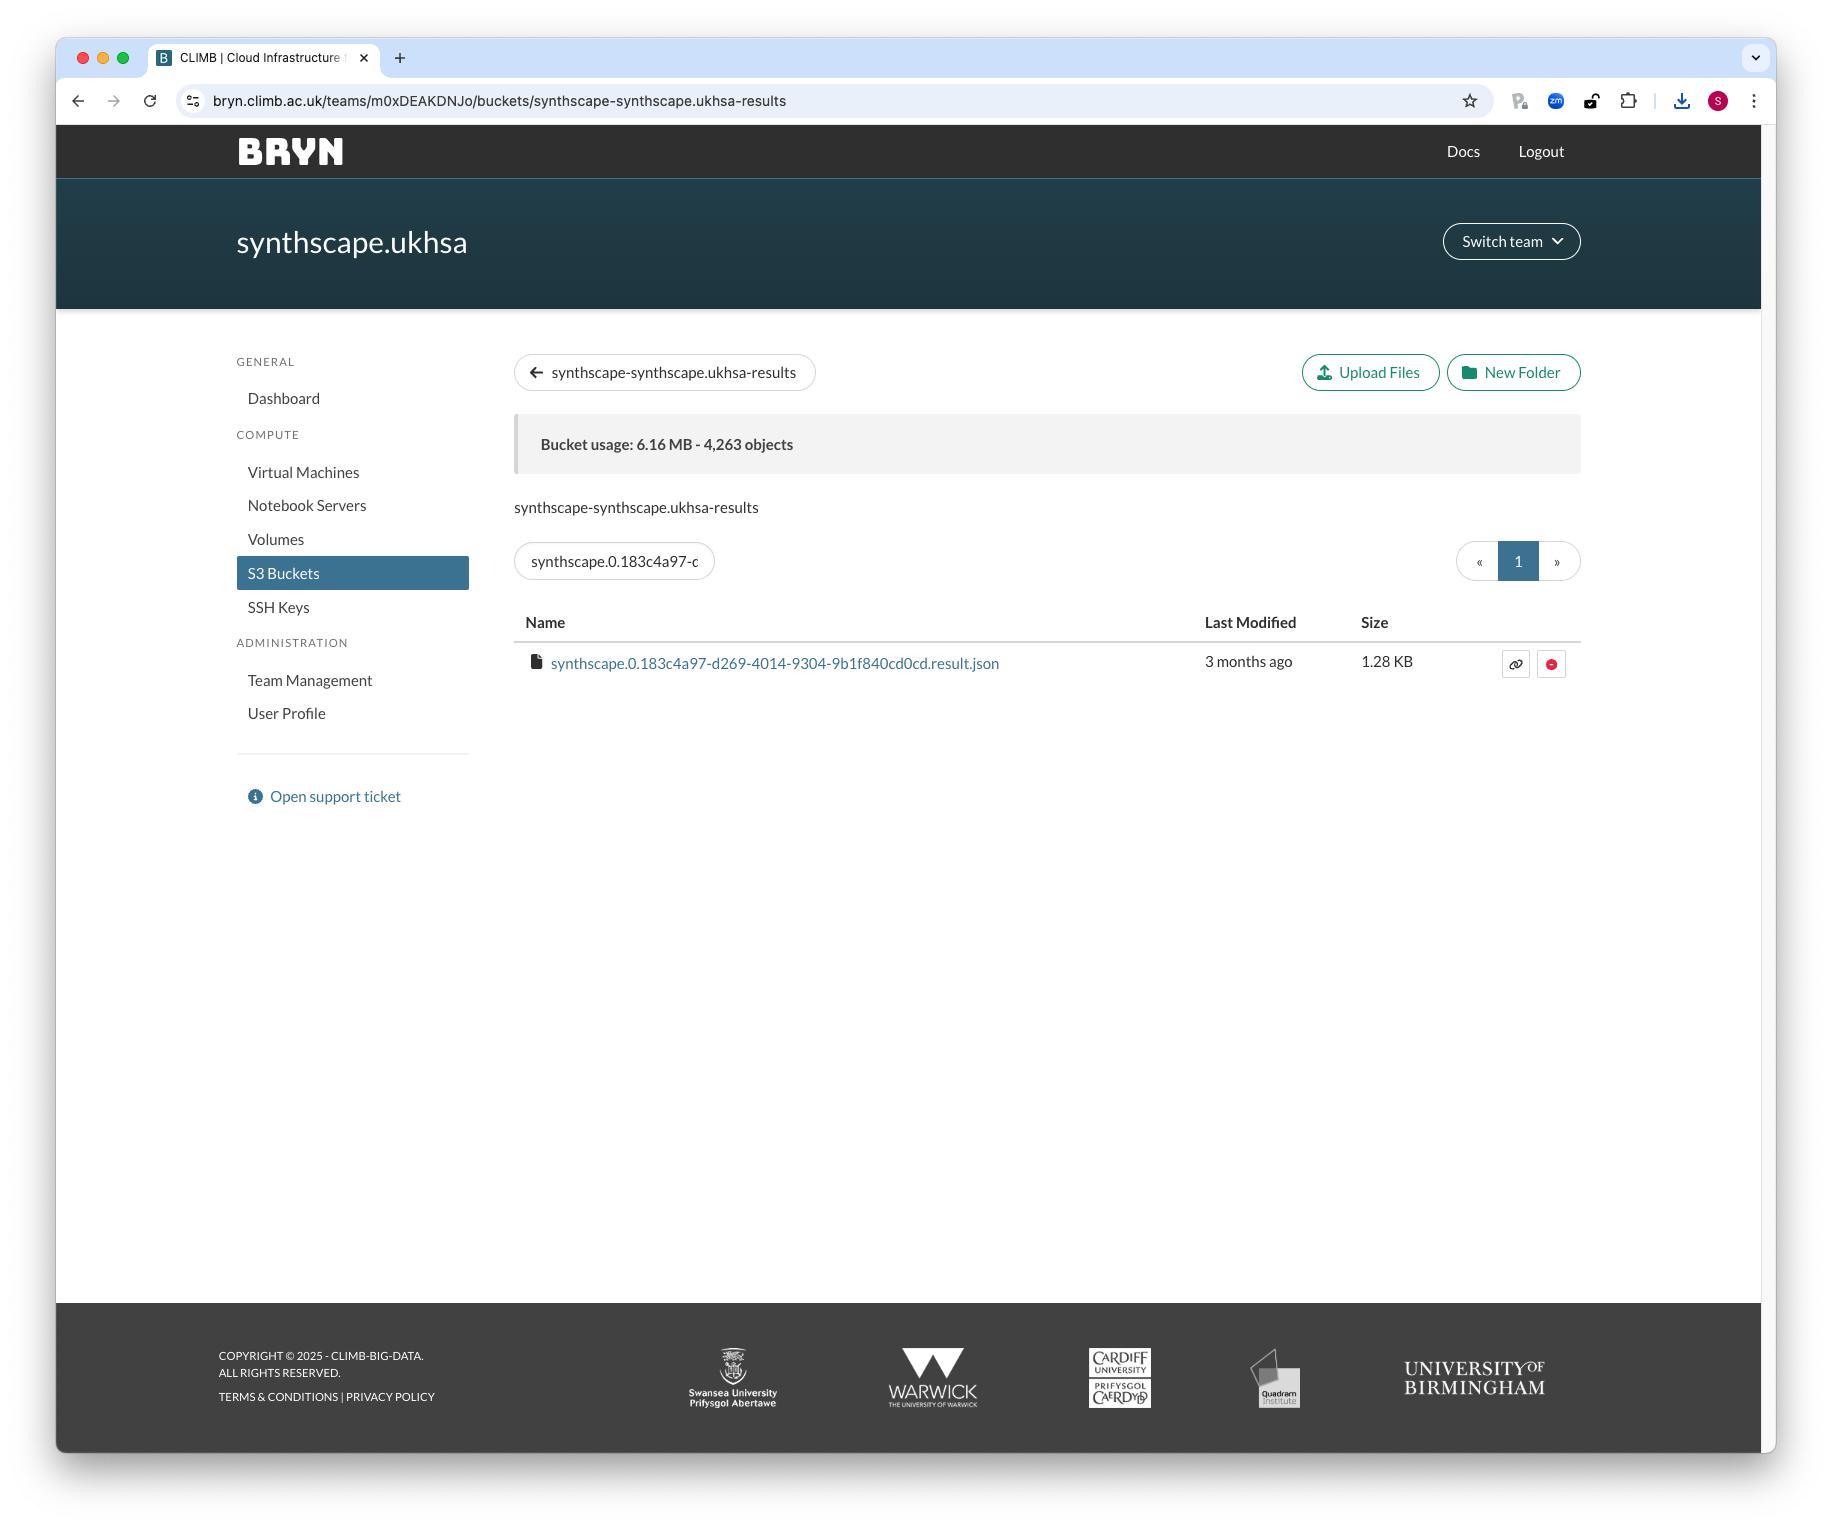 CLIMB | Cloud Infrastructure
bryn.climb.ac.uk/teams/m0xDEAKDNJo/buckets/synthscape-synthscape.ukhsa-results
zm
S
BRYN
Docs
Logout
synthscape.ukhsa
Switch team
GENERAL
Dashboard
COMPUTE
Virtual Machines
Notebook Servers
Volumes
S3 Buckets
SSH Keys
ADMINISTRATION
Team Management
User Profile
Open support ticket
synthscape-synthscape.ukhsa-results
Upload Files
New Folder
Bucket usage: 6.16 MB - 4,263 objects
synthscape-synthscape.ukhsa-results
synthscape.0.183c4a97-c
« 1 »
Name Last Modified Size
synthscape.0.183c4a97-d269-4014-9304-9b1f840cd0cd.result.json 3 months ago 1.28 KB
COPYRIGHT © 2025 - CLIMB-BIG-DATA.
ALL RIGHTS RESERVED.
TERMS & CONDITIONS | PRIVACY POLICY
Swansea University
Prifysgol Abertawe
WARWICK
THE UNIVERSITY OF WARWICK
CARDIFF
UNIVERSITY
PRIFYSGOL
CAERDYDD
Quadram
Institute
UNIVERSITY OF
BIRMINGHAM